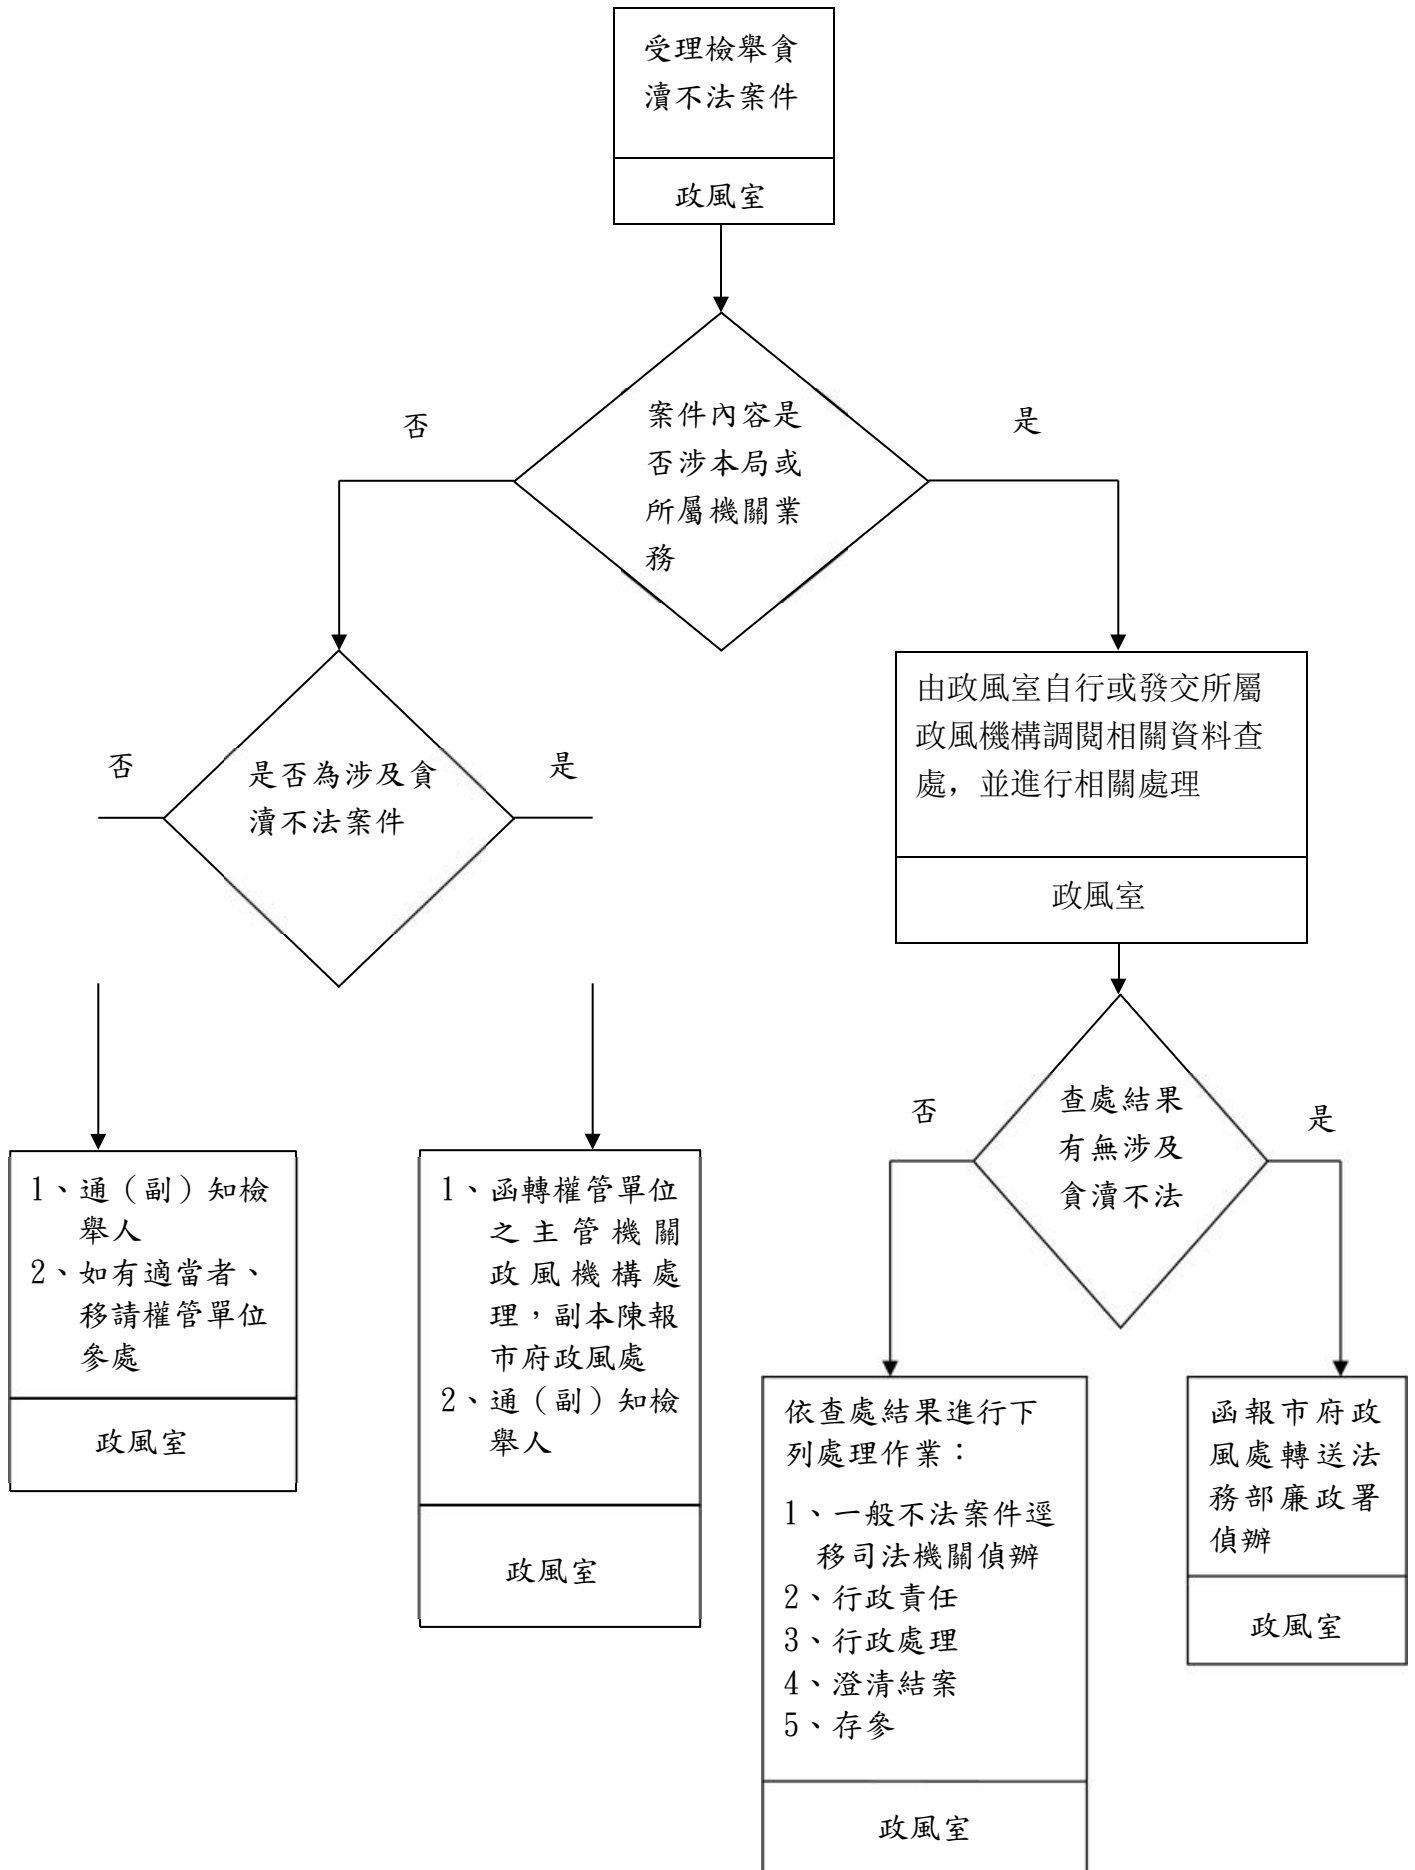 受理檢舉貪
瀆不法案件
政風室
否
案件內容是
否涉本局或
所屬機關業
務
是
否
是否為涉及貪
瀆不法案件
是
由政風室自行或發交所屬
政風機構調閱相關資料查
處，並進行相關處理
政風室
否
查處結果
有無涉及
貪瀆不法
是
1、通（副）知檢
舉人
2、如有適當者、
移請權管單位
參處
政風室
1、函轉權管單位
之主管機關
政風機構處
理，副本陳報
市府政風處
2、通（副）知檢
舉人
政風室
依查處結果進行下
列處理作業：
1、一般不法案件逕
移司法機關偵辦
2、行政責任
3、行政處理
4、澄清結案
5、存參
政風室
函報市府政
風處轉送法
務部廉政署
偵辦
政風室